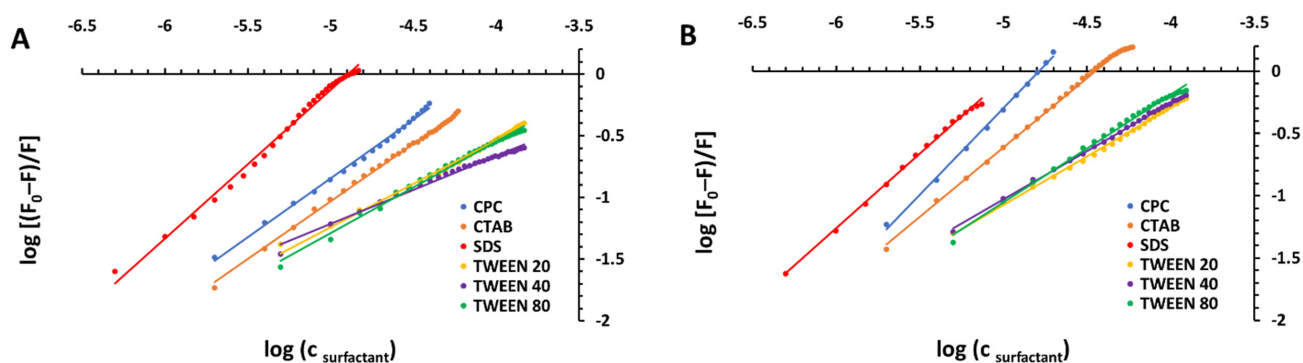 A
-6.5 -6 -5.5 -5 -4.5 -4 -3.5
0
-0.5
-1
-1.5
-2
log [(F₀–F)/F]
CPC
CTAB
SDS
TWEEN 20
TWEEN 40
TWEEN 80
log (c surfactant)
B
-6.5 -6 -5.5 -5 -4.5 -4 -3.5
0
-0.5
-1
-1.5
-2
log [F₀–F)/F]
CPC
CTAB
SDS
TWEEN 20
TWEEN 40
TWEEN 80
log (c surfactant)